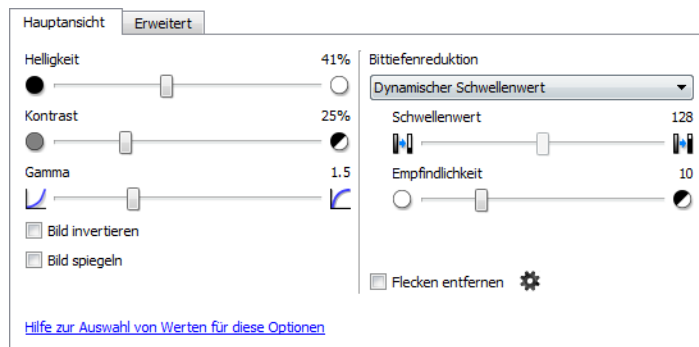 Hauptansicht
Erweitert
Helligkeit
41%
Kontrast
25%
Gamma
1.5
Bild invertieren
Bild spiegeln
Bittiefenreduktion
Dynamischer Schwellenwert
Schwellenwert
128
Empfindlichkeit
10
Flecken entfernen
Hilfe zur Auswahl von Werten für diese Optionen